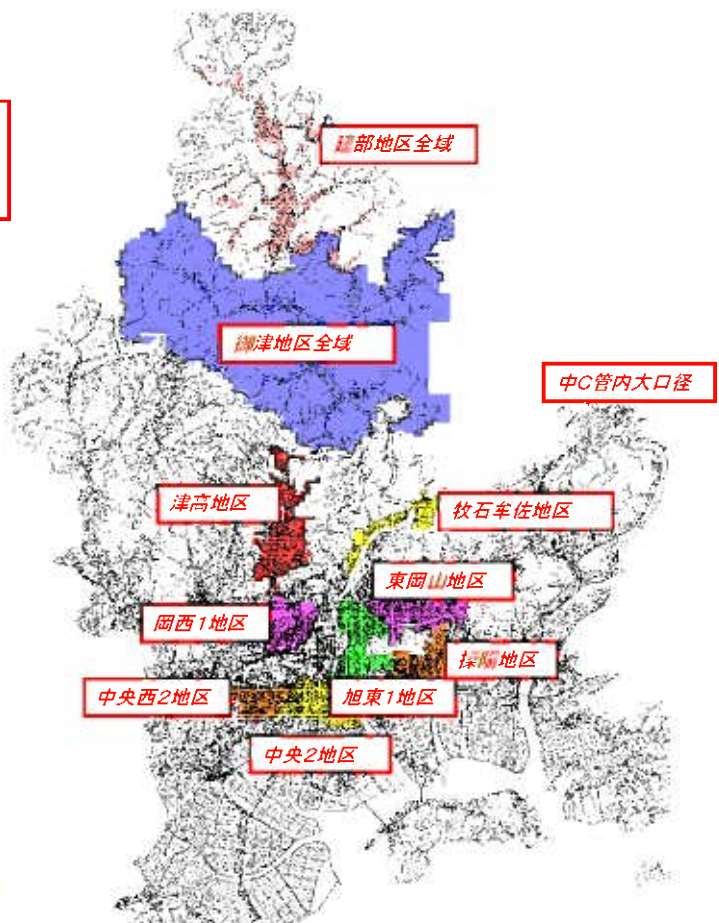 建部地区全域
御津地区全域
中C管内大口径
津高地区
牧石牟佐地区
東岡山地区
岡西1地区
操陽地区
中央西2地区
旭東1地区
中央2地区